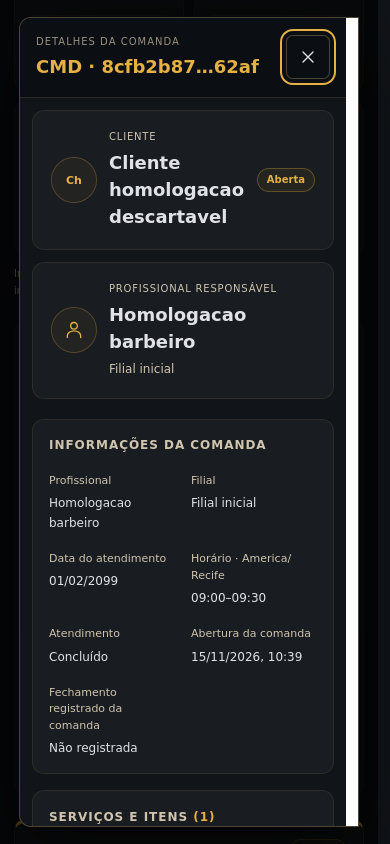 DETALHES DA COMANDA
CMD · 8cfb2b87…62af
CLIENTE
Ch
Cliente
homologacao
descartavel
Aberta
PROFISSIONAL RESPONSÁVEL
Homologacao
barbeiro
Filial inicial
INFORMAÇÕES DA COMANDA
Profissional
Homologacao
barbeiro
Filial
Filial inicial
Data do atendimento
01/02/2099
Horário · America/
Recife
09:00–09:30
Atendimento
Concluído
Abertura da comanda
15/11/2026, 10:39
Fechamento
registrado da
comanda
Não registrada
SERVIÇOS E ITENS (1)